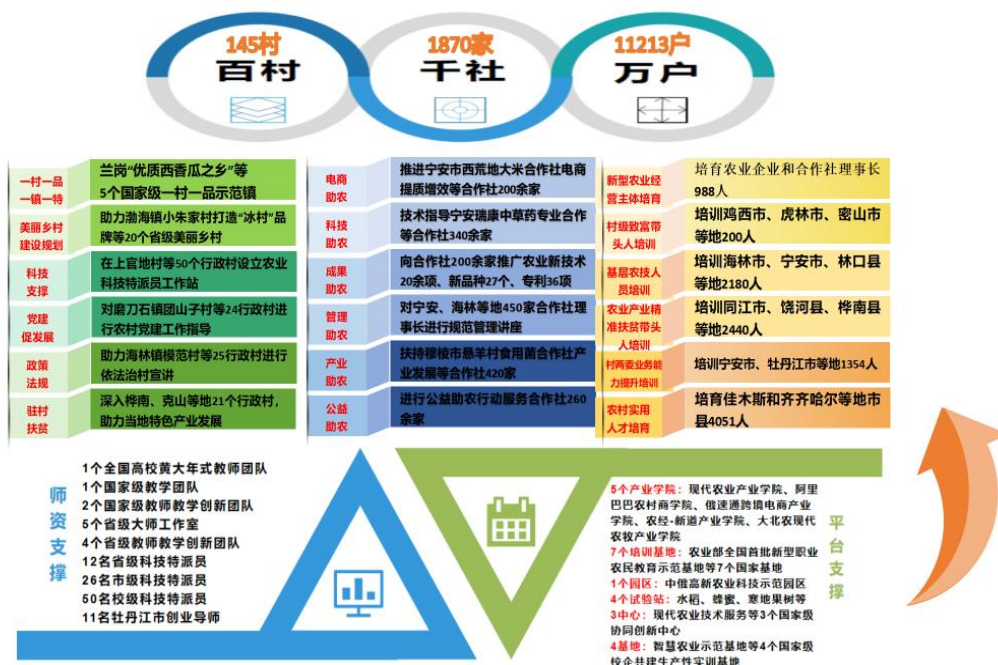 145村
百村
1870家
千社
11213户
万户
一村一品
一镇一特
兰岗“优质西香瓜之乡”等
5个国家级一村一品示范镇
美丽乡村
建设规划
助力渤海镇小朱家村打造“冰村”品
牌等20个省级美丽乡村
科技
支撑
在上官地村等50个行政村设立农业
科技特派员工作站
党建
促发展
对磨刀石镇团山子村等24行政村进
行农村党建工作指导
政策
法规
助力海林镇模范村等25行政村进行
依法治村宣讲
驻村
扶贫
深入桦南、克山等地21个行政村，
助力当地特色产业发展
电商
助农
推进宁安市西荒地大米合作社电商
提质增效等合作社200余家
科技
助农
技术指导宁安瑞康中草药专业合作
等合作社340余家
成果
助农
向合作社200余家推广农业新技术
20余项、新品种27个、专利36项
管理
助农
对宁安、海林等地450家合作社理
事长进行规范管理讲座
产业
助农
扶持穆棱市悬羊村食用菌合作社产
业发展等合作社420家
公益
助农
进行公益助农行动服务合作社260
余家
新型农业经
营主体培育
培育农业企业和合作社理事长
988人
村级致富带
头人培训
培训鸡西市、虎林市、密山市
等地200人
基层农技人
员培训
培训海林市、宁安市、林口县
等地2180人
农业产业精
准扶贫带头
人培训
培训同江市、饶河县、桦南县
等地2440人
村两委业务能
力提升培训
培训宁安市、牡丹江市等地1354人
农村实用
人才培育
培育佳木斯和齐齐哈尔等地市
县4051人
师资支撑
1个全国高校黄大年式教师团队
1个国家级教学团队
2个国家级教师教学创新团队
5个省级大师工作室
4个省级教师教学创新团队
12名省级科技特派员
26名市级科技特派员
50名校级科技特派员
11名牡丹江市创业导师
5个产业学院：现代农业产业学院、阿里
巴巴农村商学院、俄速通跨境电商产业
学院、农经-新道产业学院、大北农现代
农牧产业学院
7个培训基地：农业部全国首批新型职业
农民教育示范基地等7个国家基地
1个园区：中俄高新农业科技示范园区
4个试验站：水稻、蜂蜜、寒地果树等
3中心：现代农业技术服务等3个国家级
协同创新中心
4基地：智慧农业示范基地等4个国家级
校企共建生产性实训基地
平台支撑